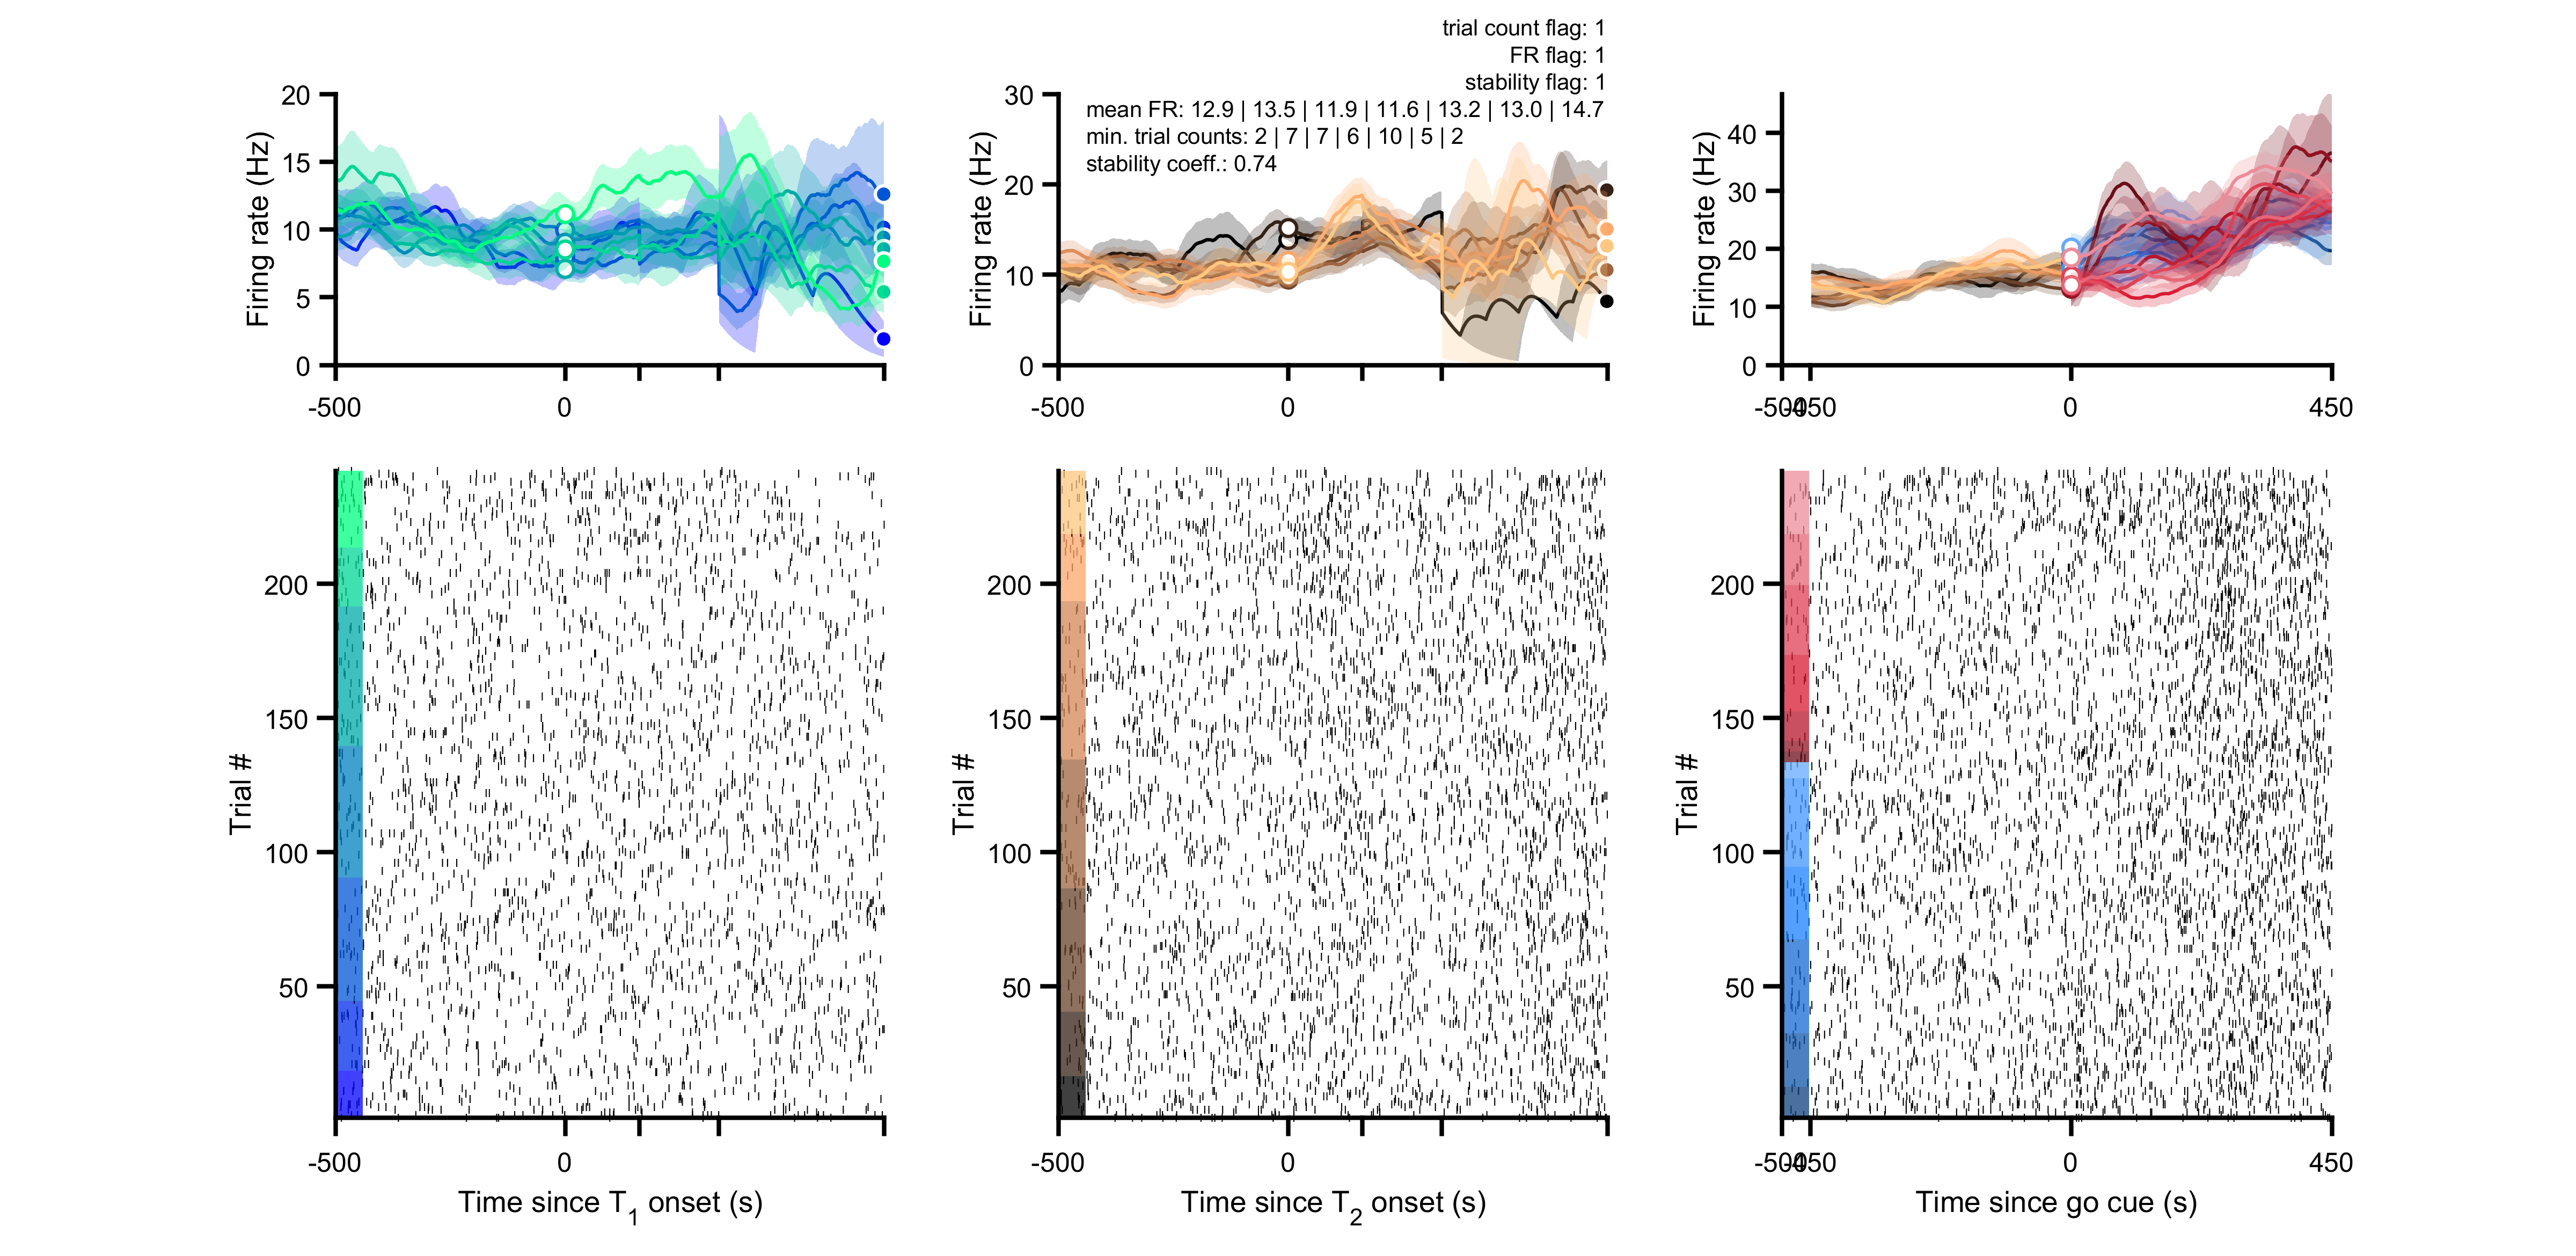 trial count flag: 1
FR flag: 1
stability flag: 1
mean FR: 12.9 | 13.5 | 11.9 | 11.6 | 13.2 | 13.0 | 14.7
min. trial counts: 2 | 7 | 7 | 6 | 10 | 5 | 2
stability coeff.: 0.74
Firing rate (Hz)
20
15
10
5
0
-500
0
Firing rate (Hz)
30
20
10
0
-500
0
Firing rate (Hz)
40
30
20
10
0
-500
-450
0
450
Trial #
200
150
100
50
-500
0
Time since T1 onset (s)
Trial #
200
150
100
50
-500
0
Time since T2 onset (s)
Trial #
200
150
100
50
-500
-450
0
450
Time since go cue (s)